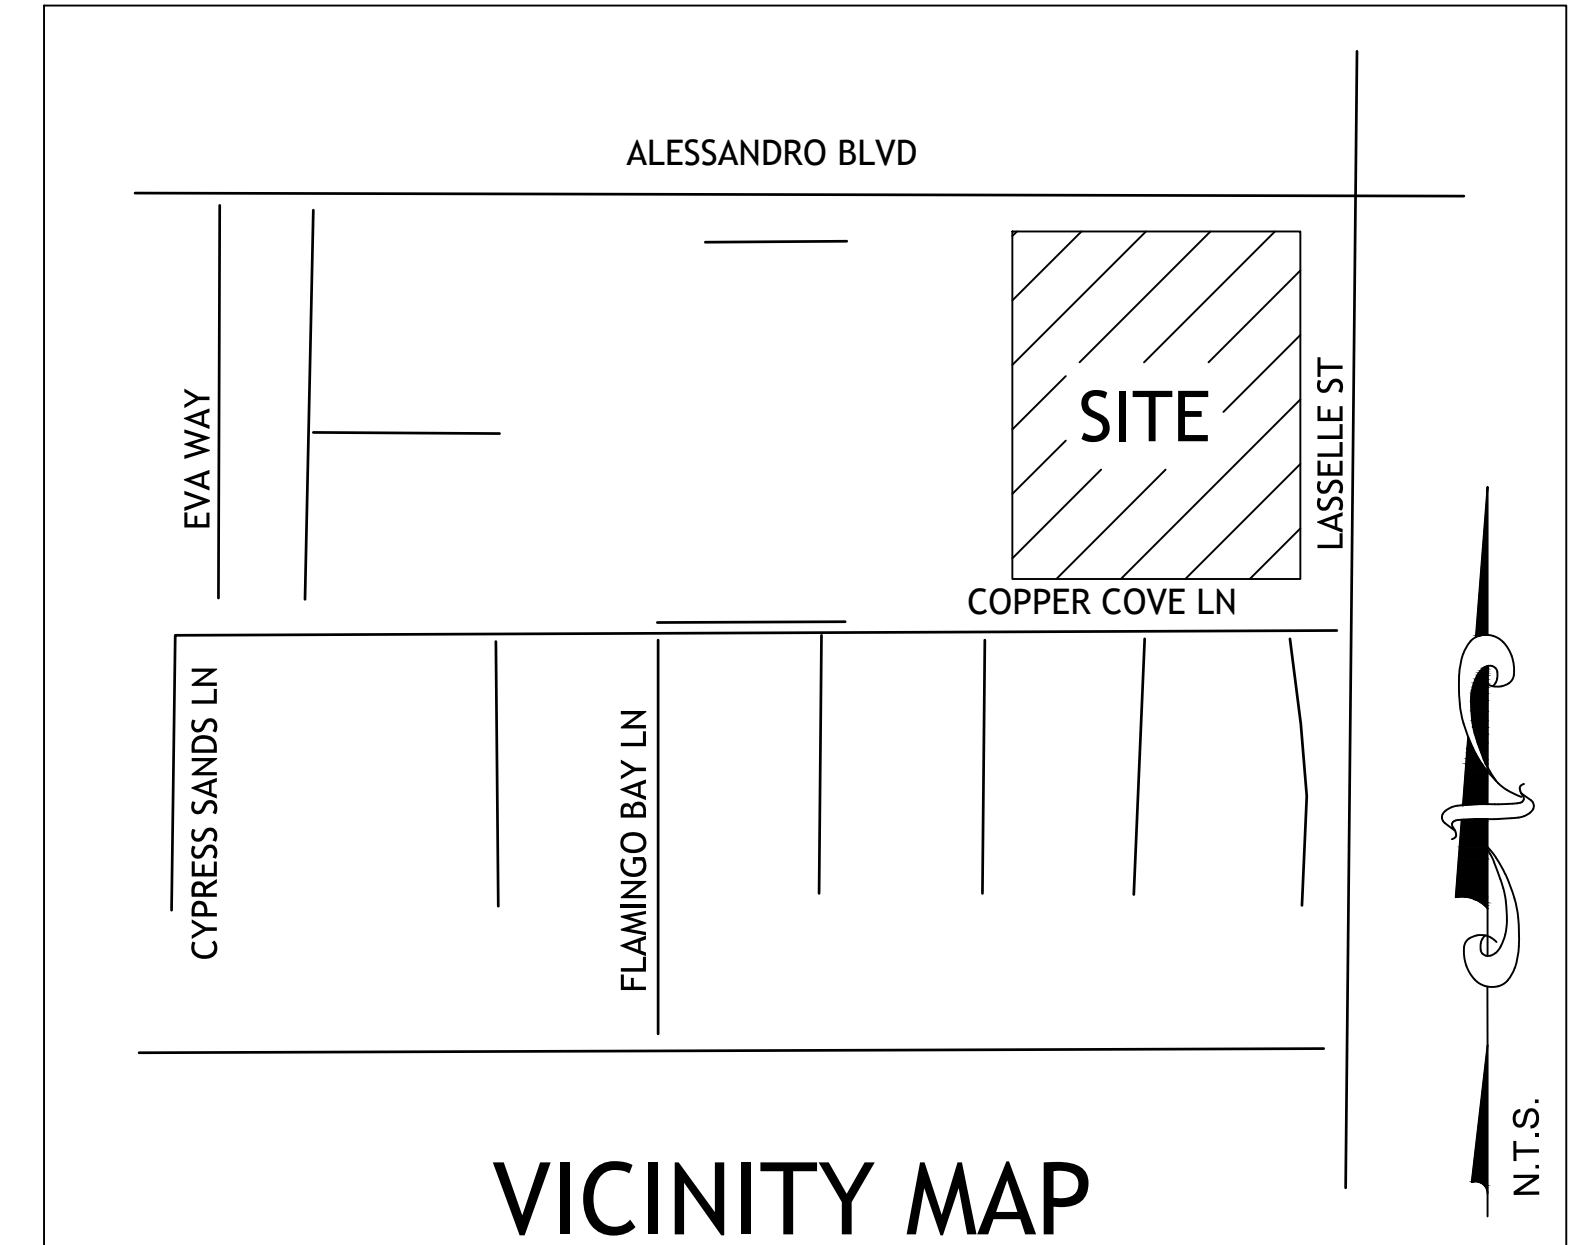 ALESSANDRO BLVD
EVA WAY
SITE
LASSELLE ST
COPPER COVE LN
CYPRESS SANDS LN
FLAMINGO BAY LN
N.T.S.
VICINITY MAP